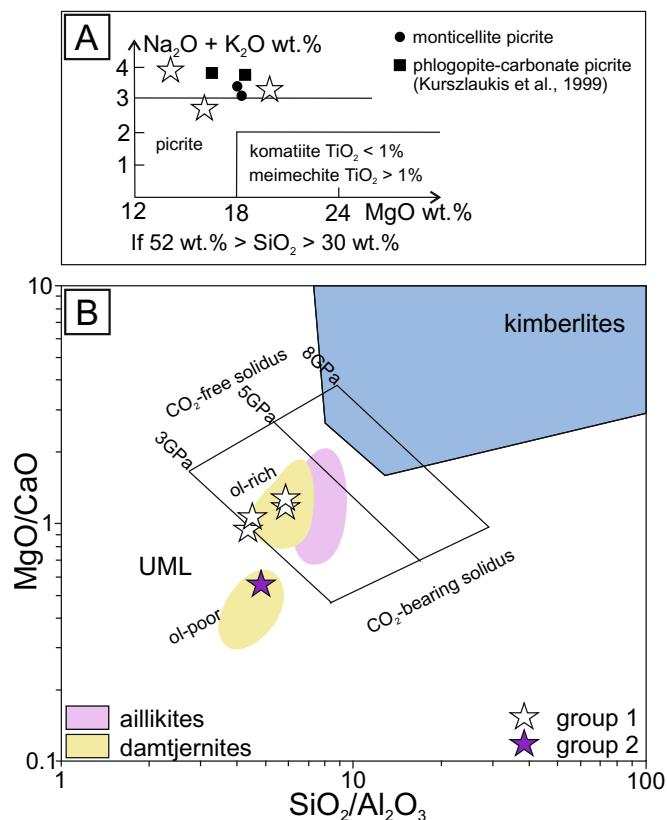 A
Na₂O + K₂O wt.%
● monticellite picrite
■ phlogopite-carbonate picrite
(Kurszlaukis et al., 1999)
4
3
2
1
picrite
komatiite TiO₂ < 1%
meimechite TiO₂ > 1%
12
18
24
MgO wt.%
If 52 wt.% > SiO₂ > 30 wt.%
B
10
kimberlites
CO₂-free solidus
8GPa
5GPa
3GPa
ol-rich
MgO/CaO
1
UML
ol-poor
CO₂-bearing solidus
aillikites
group 1
damtjernites
group 2
0.1
1
10
100
SiO₂/Al₂O₃